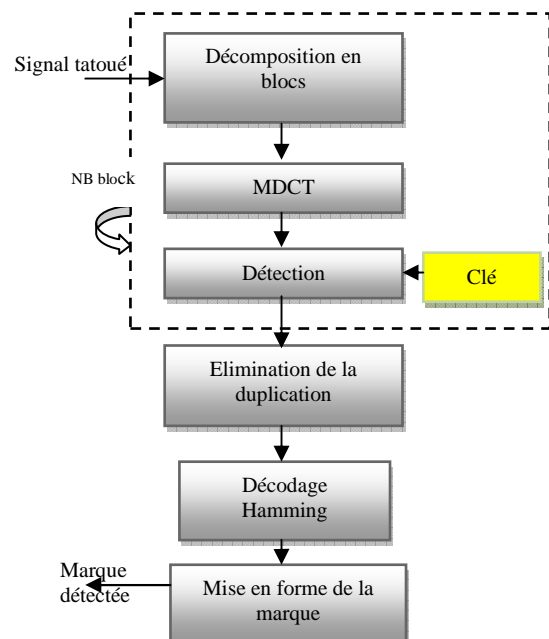 Signal tatoué
Décomposition en
blocs
NB block
MDCT
Détection
Clé
Elimination de la
duplication
Décodage
Hamming
Marque
détectée
Mise en forme de la
marque